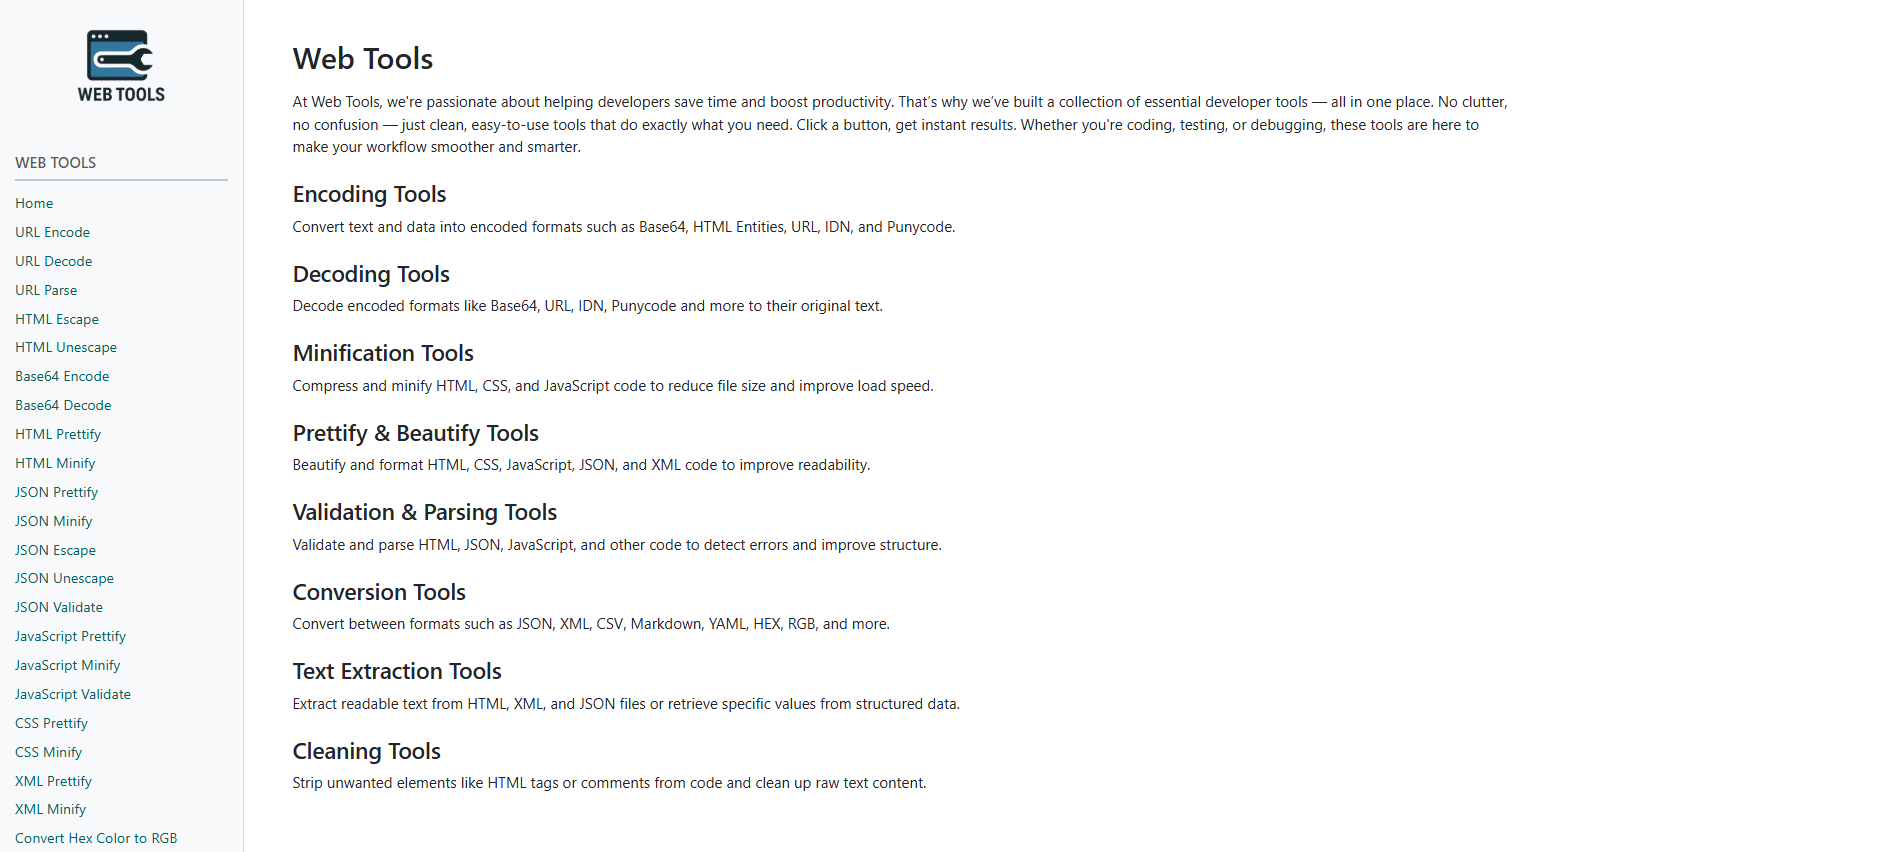 WEB TOOLS
WEB TOOLS
Home
URL Encode
URL Decode
URL Parse
HTML Escape
HTML Unescape
Base64 Encode
Base64 Decode
HTML Prettify
HTML Minify
JSON Prettify
JSON Minify
JSON Escape
JSON Unescape
JSON Validate
JavaScript Prettify
JavaScript Minify
JavaScript Validate
CSS Prettify
CSS Minify
XML Prettify
XML Minify
Convert Hex Color to RGB
Web Tools
At Web Tools, we're passionate about helping developers save time and boost productivity. That’s why we’ve built a collection of essential developer tools — all in one place. No clutter,
no confusion — just clean, easy-to-use tools that do exactly what you need. Click a button, get instant results. Whether you're coding, testing, or debugging, these tools are here to
make your workflow smoother and smarter.
Encoding Tools
Convert text and data into encoded formats such as Base64, HTML Entities, URL, IDN, and Punycode.
Decoding Tools
Decode encoded formats like Base64, URL, IDN, Punycode and more to their original text.
Minification Tools
Compress and minify HTML, CSS, and JavaScript code to reduce file size and improve load speed.
Prettify & Beautify Tools
Beautify and format HTML, CSS, JavaScript, JSON, and XML code to improve readability.
Validation & Parsing Tools
Validate and parse HTML, JSON, JavaScript, and other code to detect errors and improve structure.
Conversion Tools
Convert between formats such as JSON, XML, CSV, Markdown, YAML, HEX, RGB, and more.
Text Extraction Tools
Extract readable text from HTML, XML, and JSON files or retrieve specific values from structured data.
Cleaning Tools
Strip unwanted elements like HTML tags or comments from code and clean up raw text content.